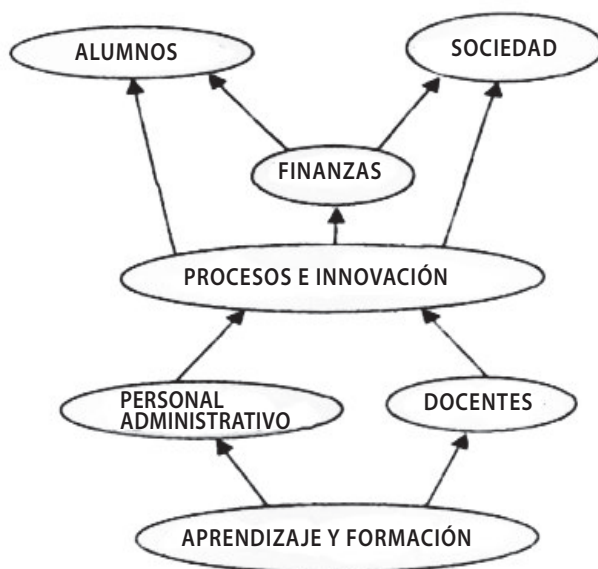 ALUMNOS
SOCIEDAD
FINANZAS
PROCESOS E INNOVACIÓN
PERSONAL
ADMINISTRATIVO
DOCENTES
APRENDIZAJE Y FORMACIÓN